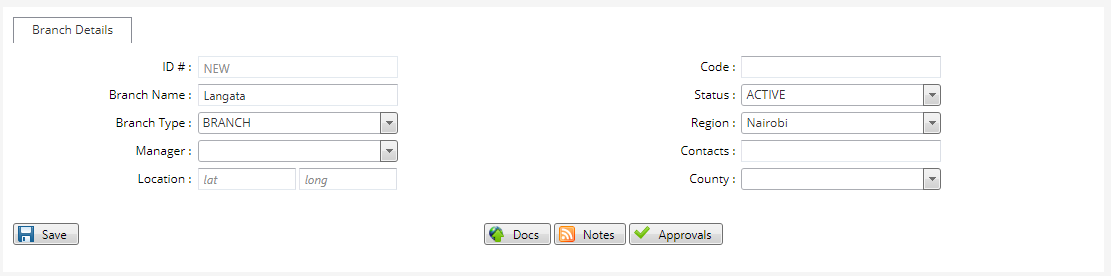 Branch Details
ID # : NEW Code :
Branch Name : Langata Status : ACTIVE
Branch Type : BRANCH Region : Nairobi
Manager : Contacts :
Location : lat long County :
Save Docs Notes Approvals